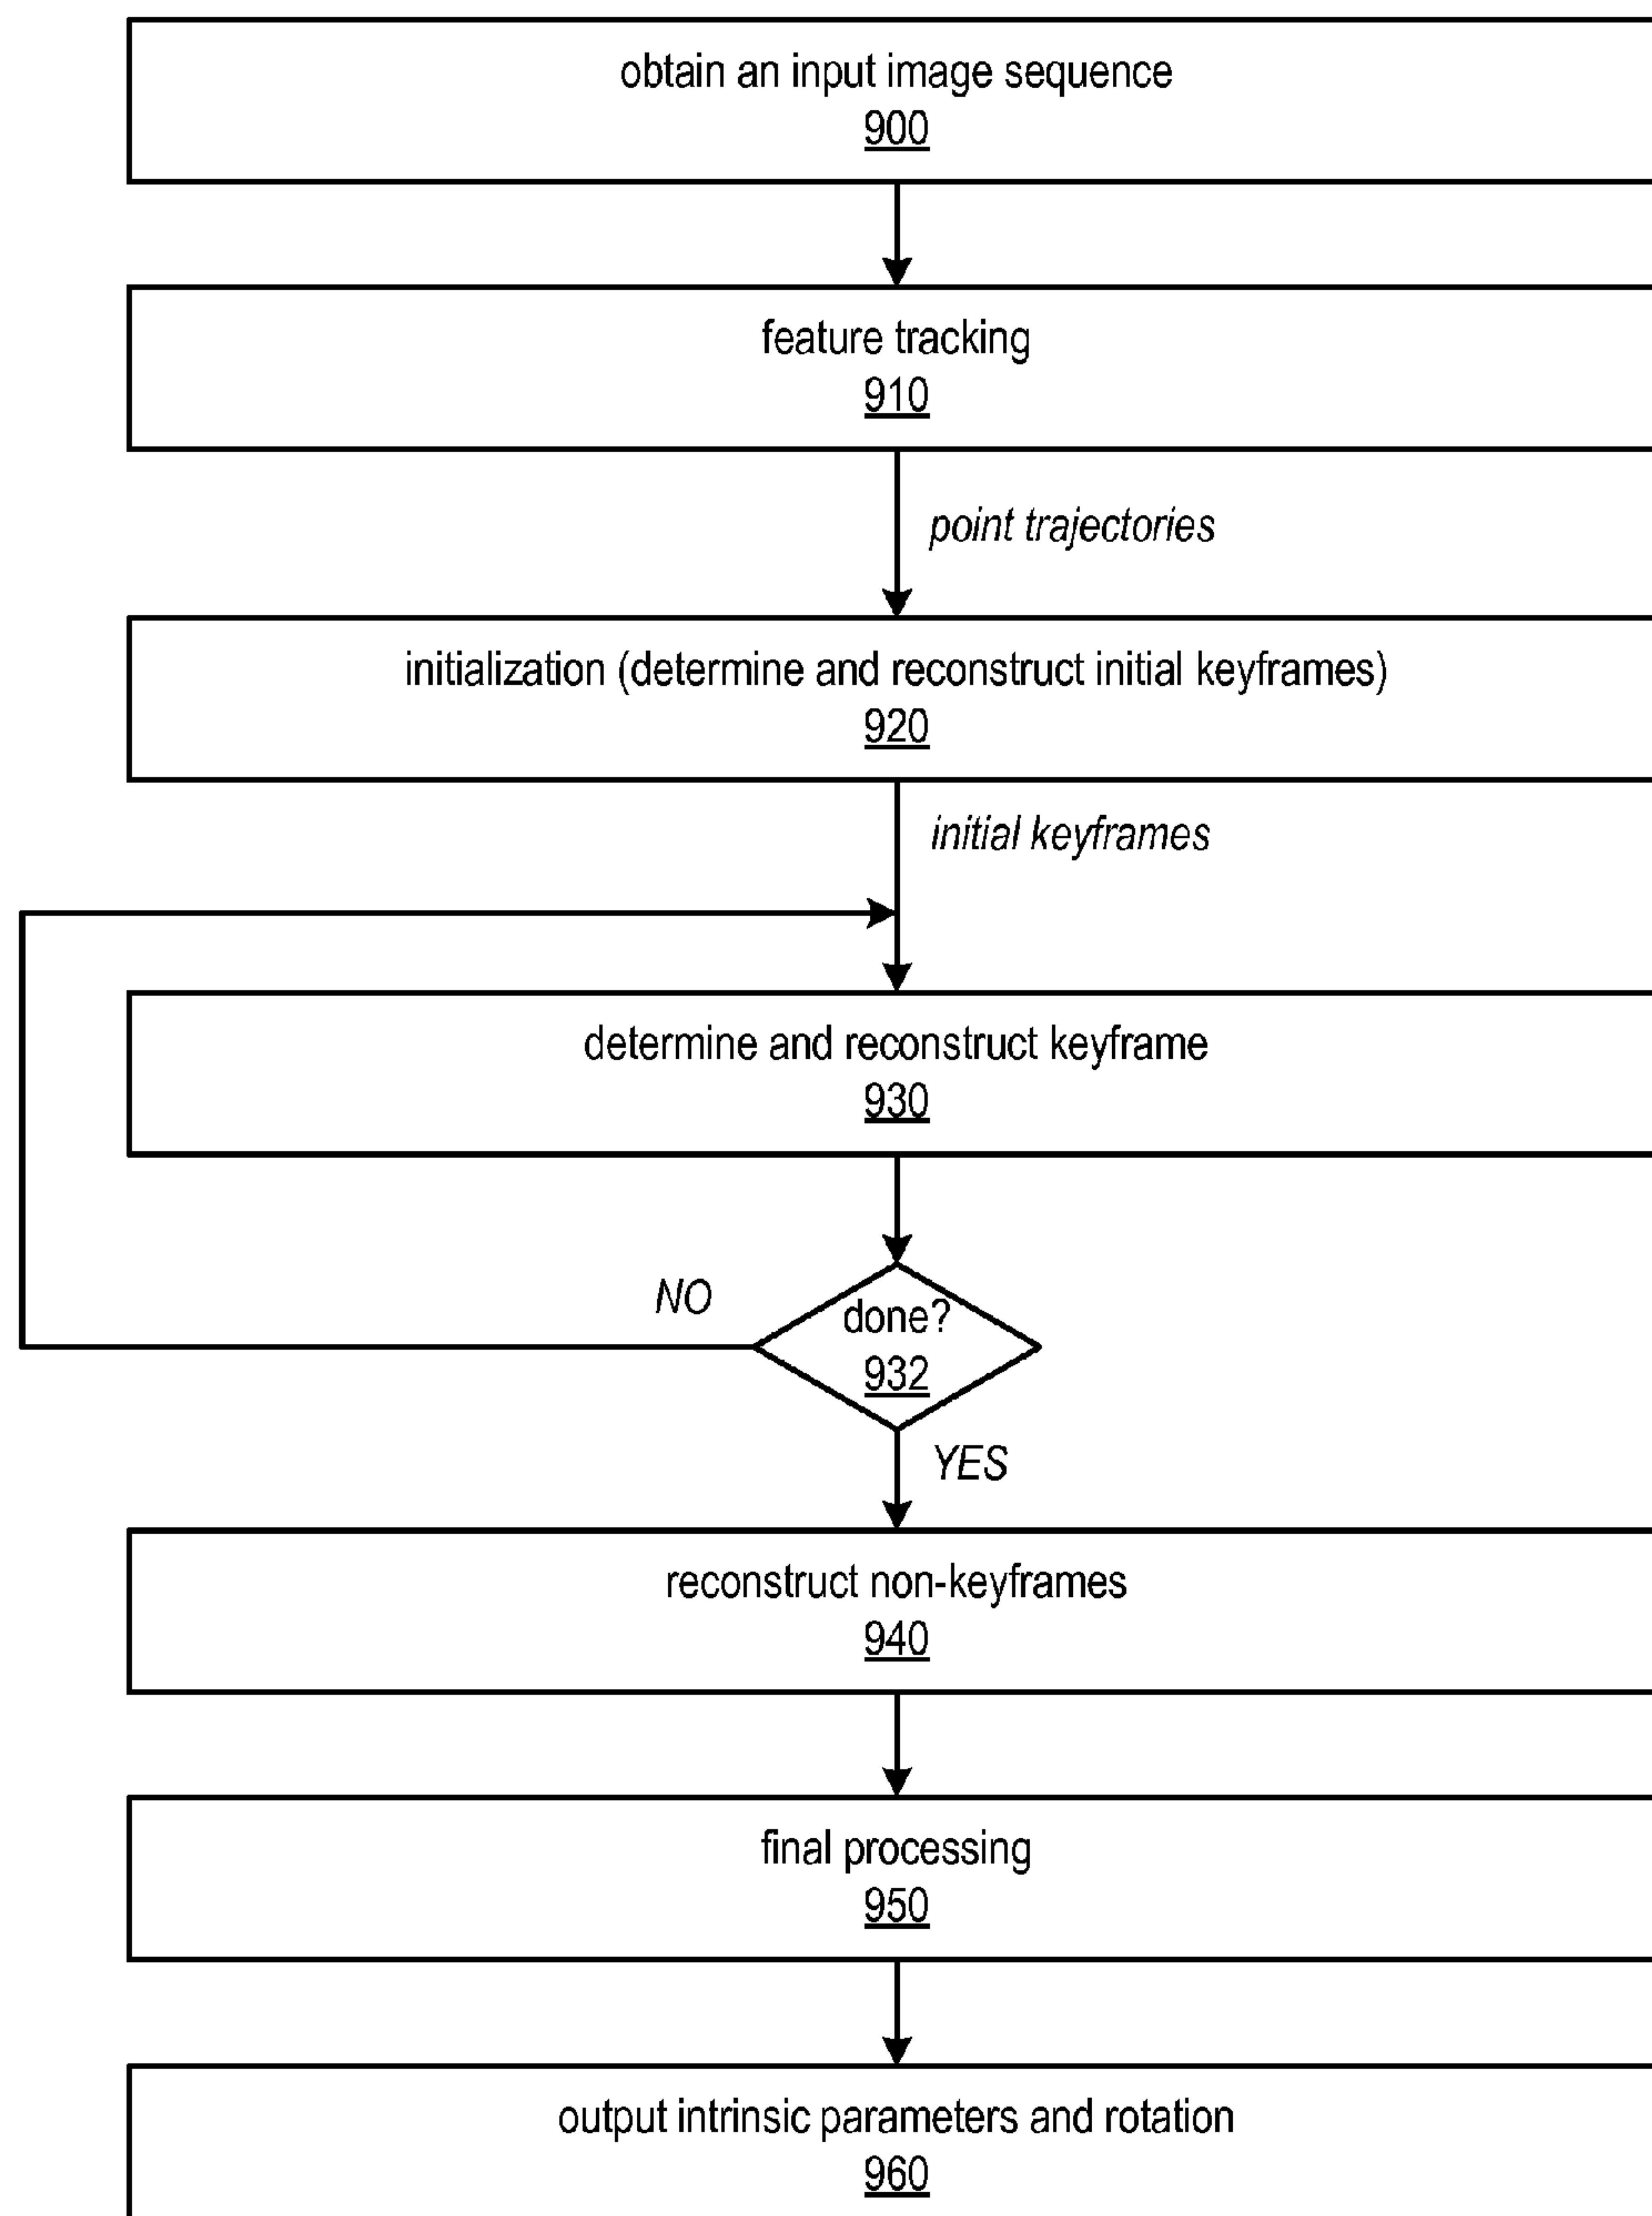 obtain an input image sequence
900
feature tracking
910
point trajectories
initialization (determine and reconstruct initial keyframes)
920
initial keyframes
determine and reconstruct keyframe
930
NO
done?
932
YES
reconstruct non-keyframes
940
final processing
950
output intrinsic parameters and rotation
960